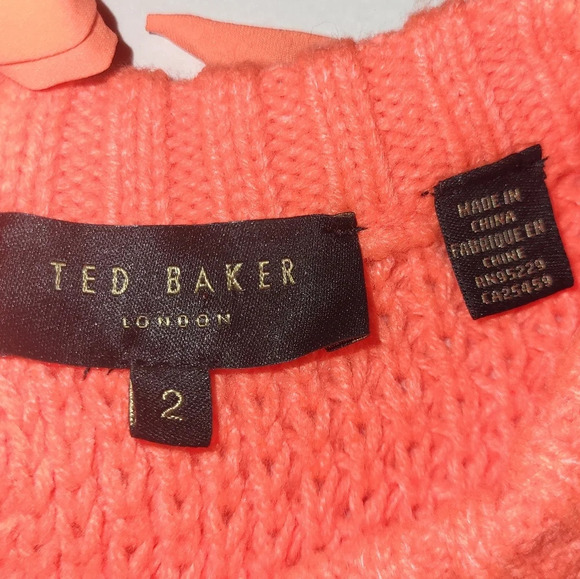 TED BAKER
LONDON
2
MADE IN
CHINA
FABRIQUE EN
CHINE
RN95229
CA25459